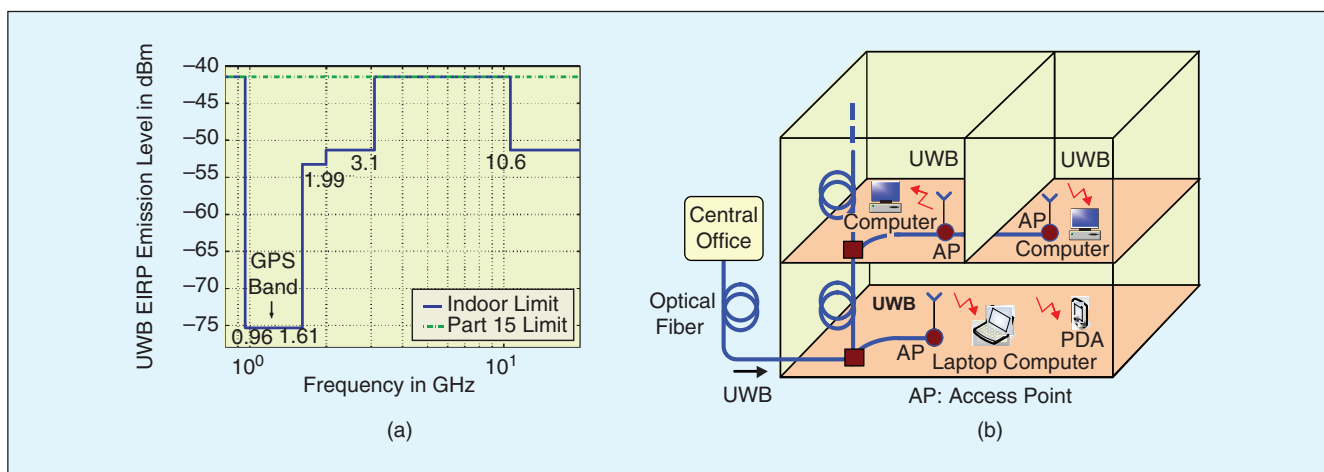 UWB EIRP Emission Level in dBm
–40
–45
–50
–55
–60
–65
–70
–75
1.99
3.1
10.6
GPS
Band
0.96
1.61
Indoor Limit
Part 15 Limit
10⁰
10¹
Frequency in GHz
(a)
Central
Office
Optical
Fiber
UWB
UWB
UWB
Computer
AP
AP
Computer
UWB
AP
Laptop Computer
PDA
AP: Access Point
(b)